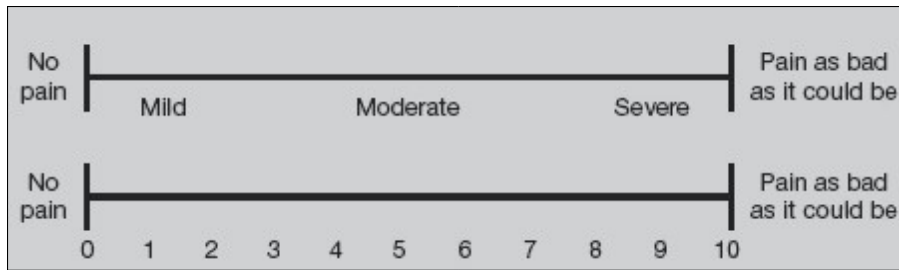 No pain
Mild Moderate Severe
Pain as bad as it could be
No pain
0 1 2 3 4 5 6 7 8 9 10
Pain as bad as it could be